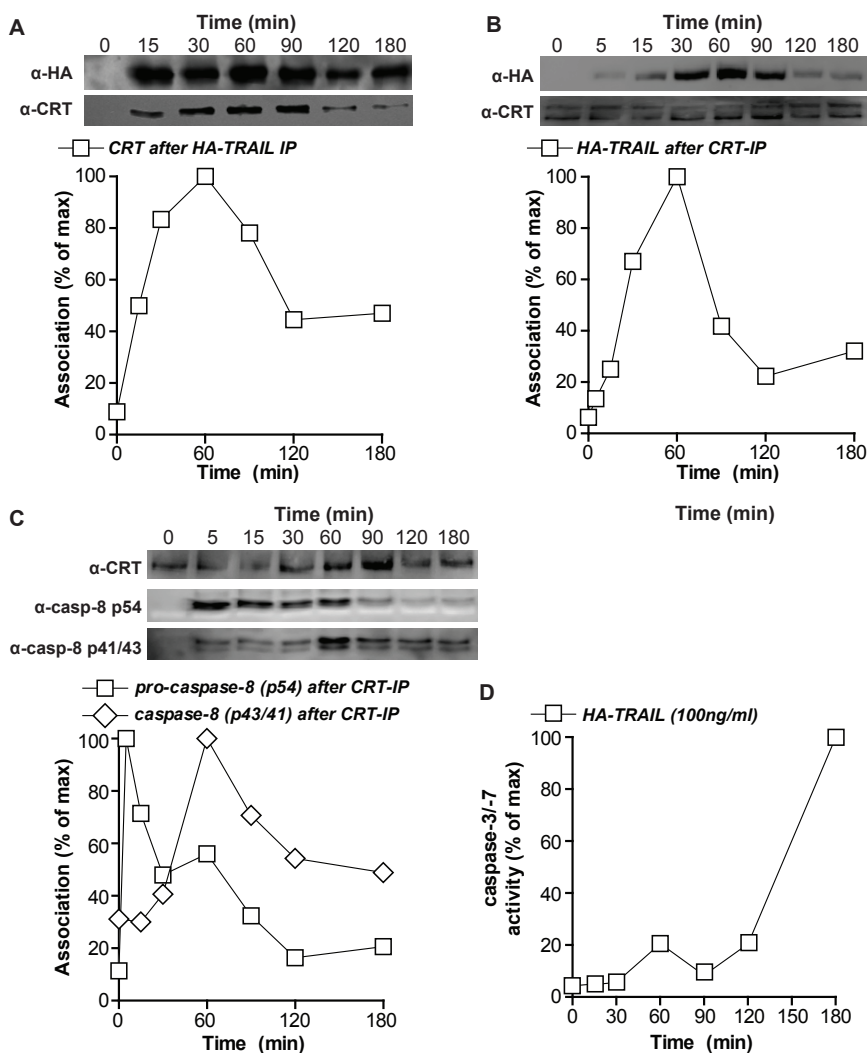 A
Time (min)
0 15 30 60 90 120 180
α-HA
α-CRT
CRT after HA-TRAIL IP
Association (% of max)
100
80
60
40
20
0
0 60 120 180
Time (min)
B
Time (min)
0 5 15 30 60 90 120 180
α-HA
α-CRT
HA-TRAIL after CRT-IP
Association (% of max)
100
80
60
40
20
0
0 60 120 180
Time (min)
Time (min)
C
Time (min)
0 5 15 30 60 90 120 180
α-CRT
α-casp-8 p54
α-casp-8 p41/43
pro-caspase-8 (p54) after CRT-IP
caspase-8 (p43/41) after CRT-IP
Association (% of max)
100
80
60
40
20
0
0 60 120 180
Time (min)
D
HA-TRAIL (100ng/ml)
caspase-3/-7
activity (% of max)
100
80
60
40
20
0
0 30 60 90 120 150 180
Time (min)